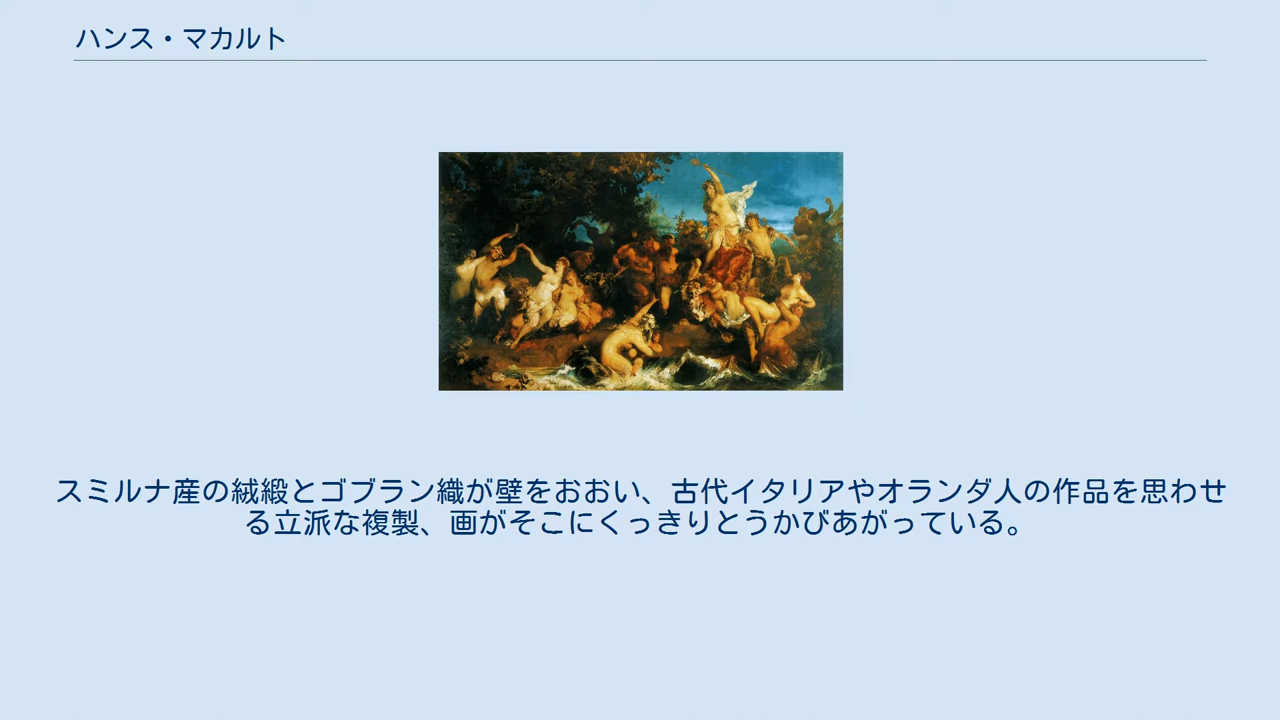 ハンス・マカルト
スミルナ産の絨緞とゴブラン織が壁をおおい、古代イタリアやオランダ人の作品を思わせ
る立派な複製、画がそこにくっきりとうかびあがっている。